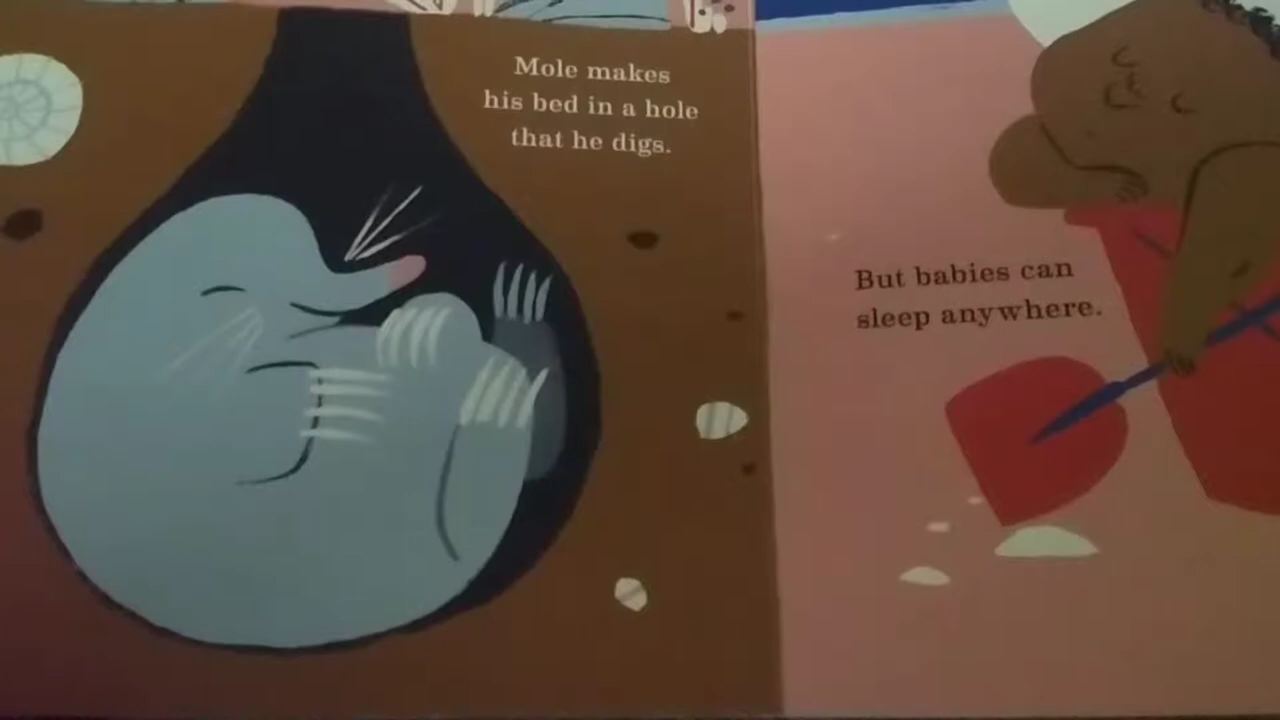 Mole makes
his bed in a hole
that he digs.
But babies can
sleep anywhere.